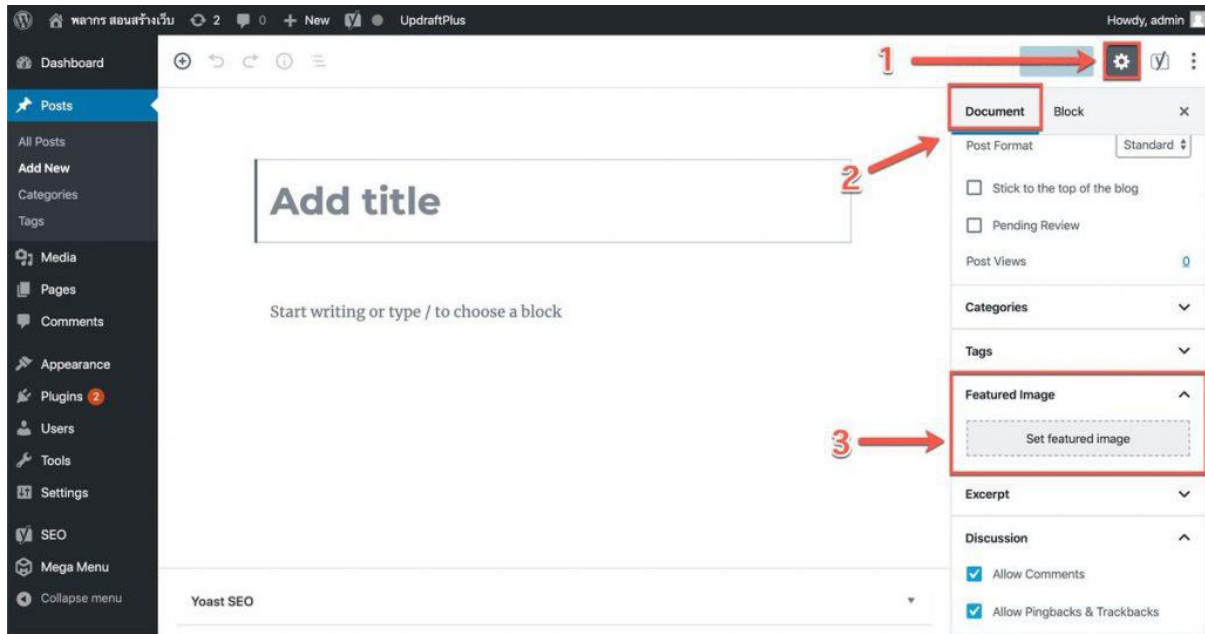 พลากร สอนสร้างเว็บ 2 0 + New UpdraftPlus Howdy, admin
Dashboard
Posts
All Posts
Add New
Categories
Tags
Media
Pages
Comments
Appearance
Plugins 2
Users
Tools
Settings
SEO
Mega Menu
Collapse menu
Add title
Start writing or type / to choose a block
Yoast SEO
1
2
3
Document Block
Post Format Standard
Stick to the top of the blog
Pending Review
Post Views 0
Categories
Tags
Featured Image
Set featured image
Excerpt
Discussion
Allow Comments
Allow Pingbacks & Trackbacks